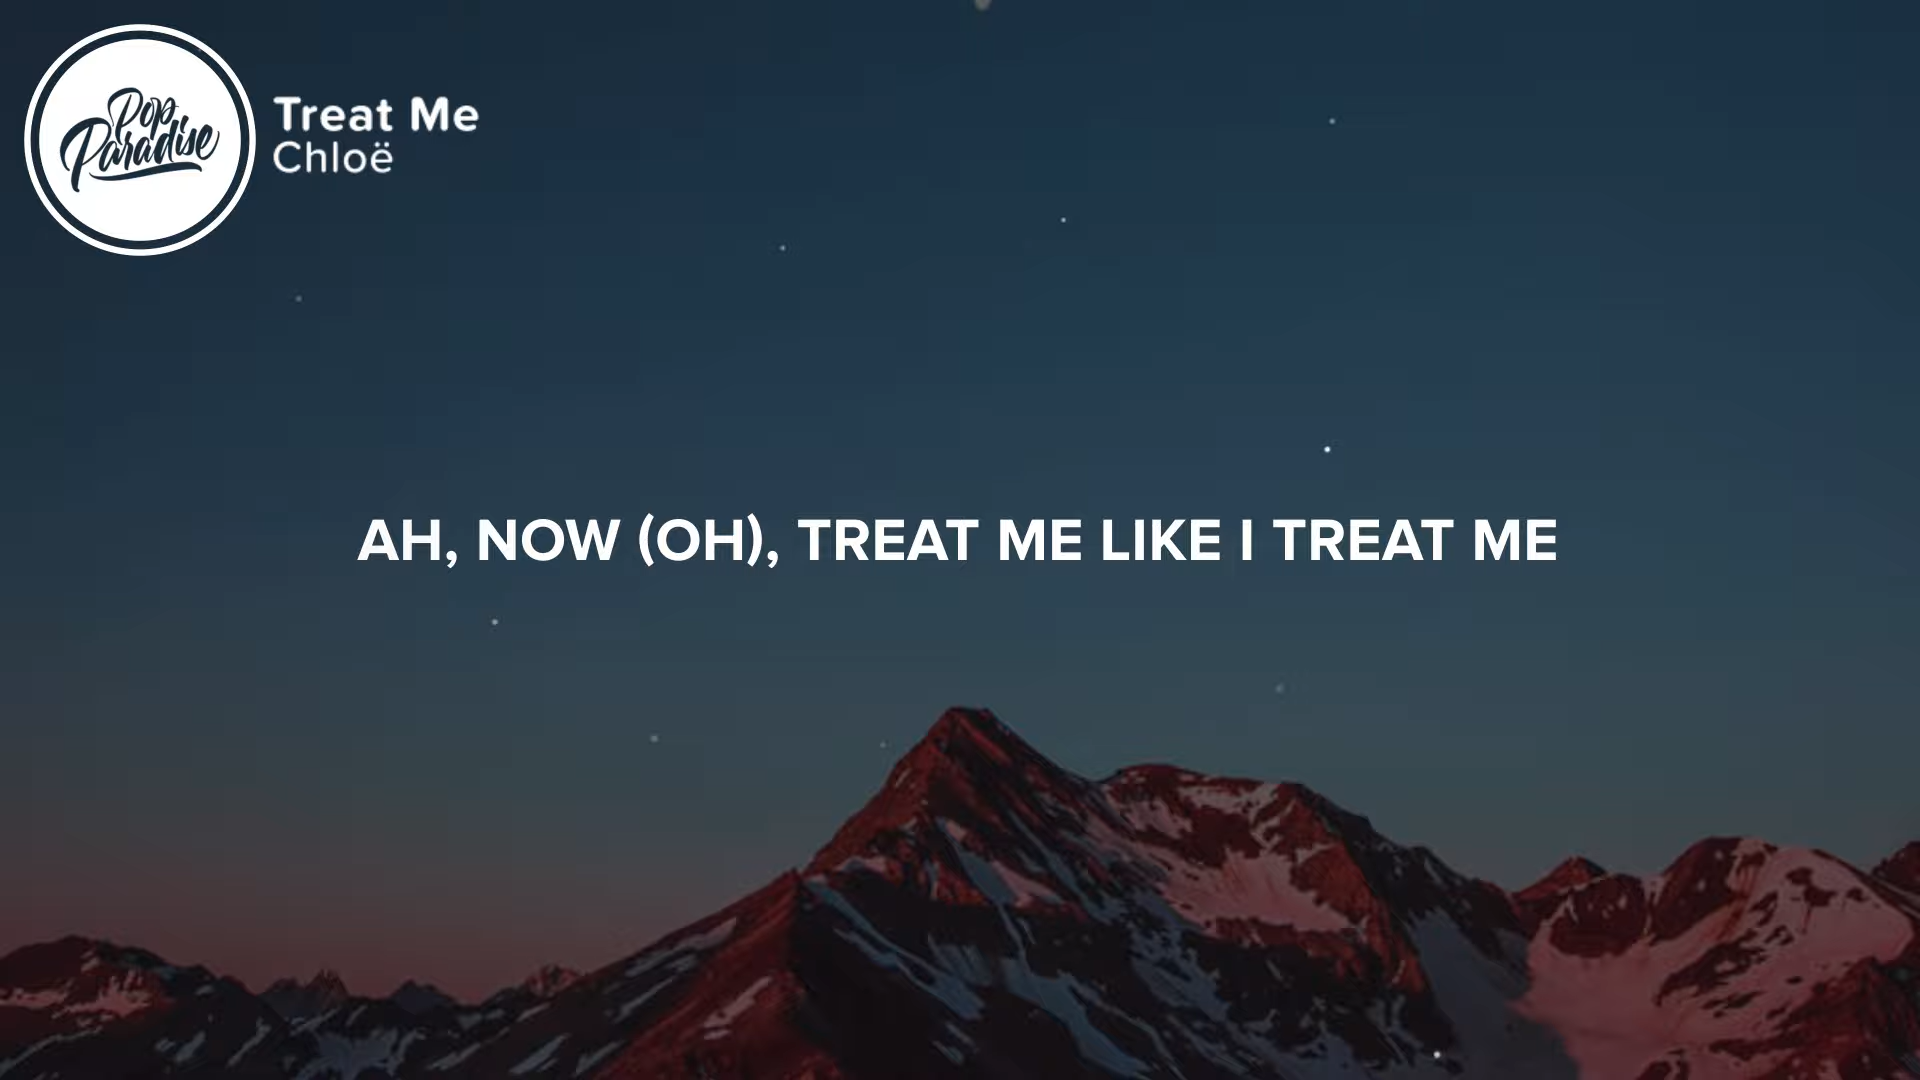 Pop
Paradise
Treat Me
Chloë
AH, NOW (OH), TREAT ME LIKE I TREAT ME